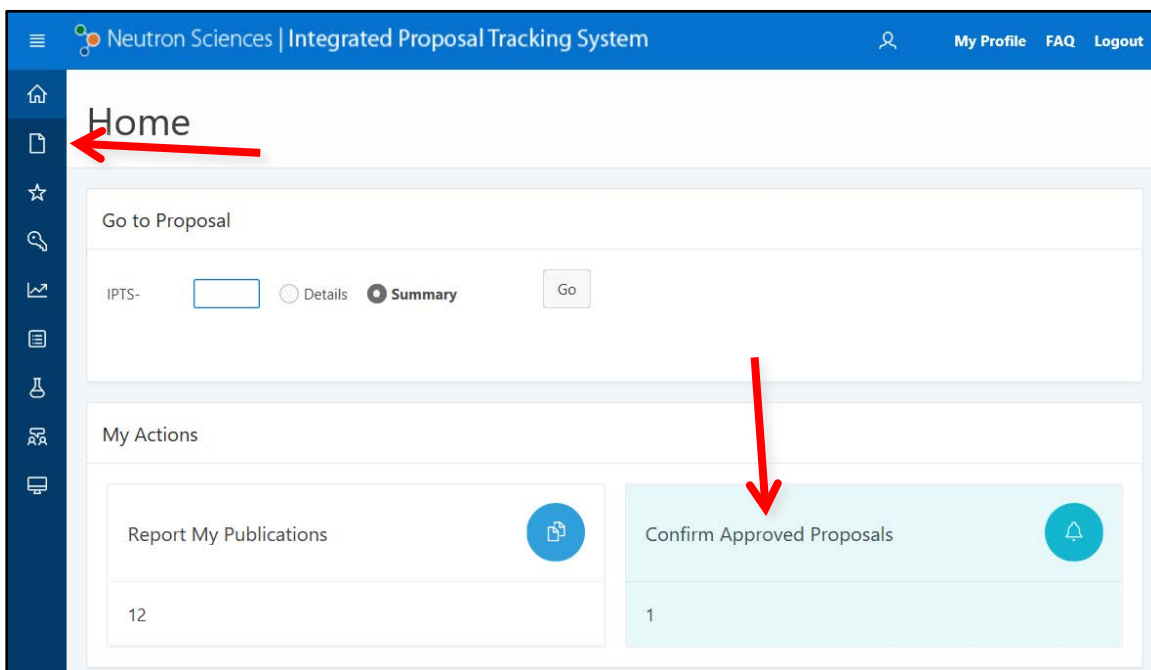 Neutron Sciences | Integrated Proposal Tracking System My Profile FAQ Logout
Home
Go to Proposal
IPTS- Details Summary Go
My Actions
Report My Publications Confirm Approved Proposals
12 1